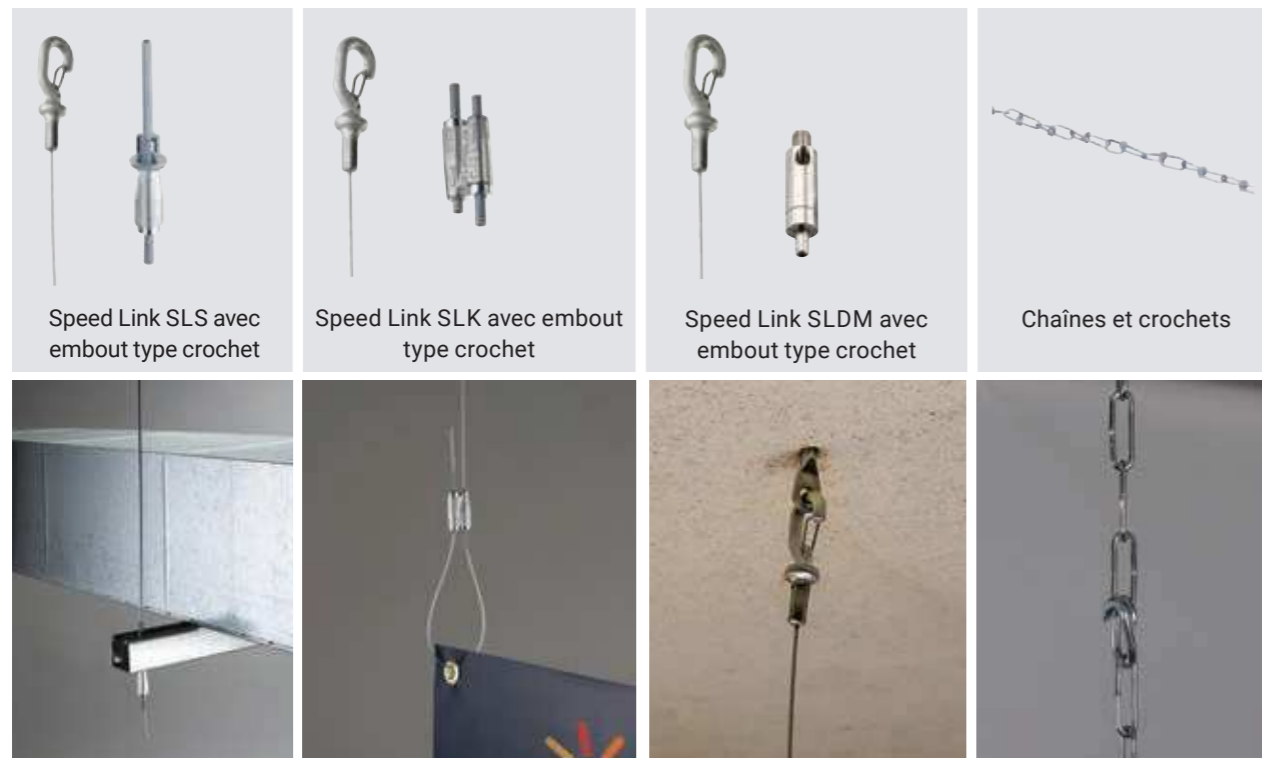 Speed Link SLS avec
embout type crochet
Speed Link SLK avec embout
type crochet
Speed Link SLDM avec
embout type crochet
Chaînes et crochets